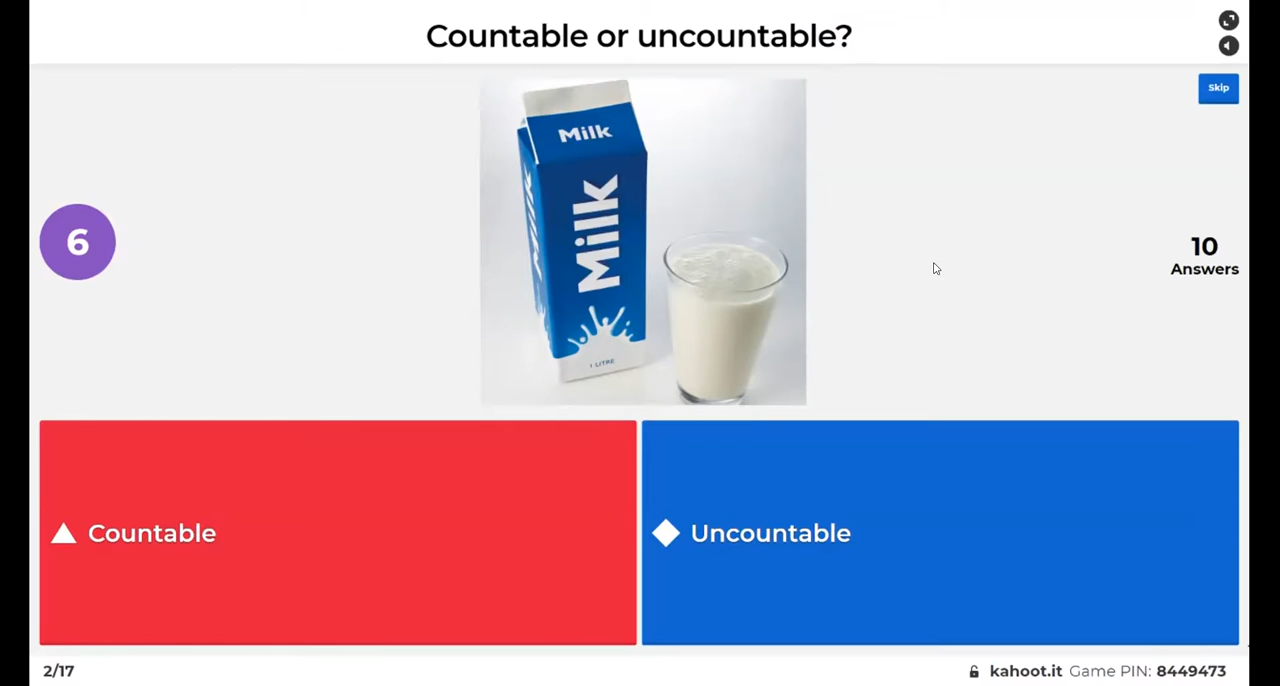 Countable or uncountable?
Skip
Milk
Milk
Milk
1 LITRE
6
10
Answers
Countable
Uncountable
2/17
kahoot.it Game PIN: 8449473